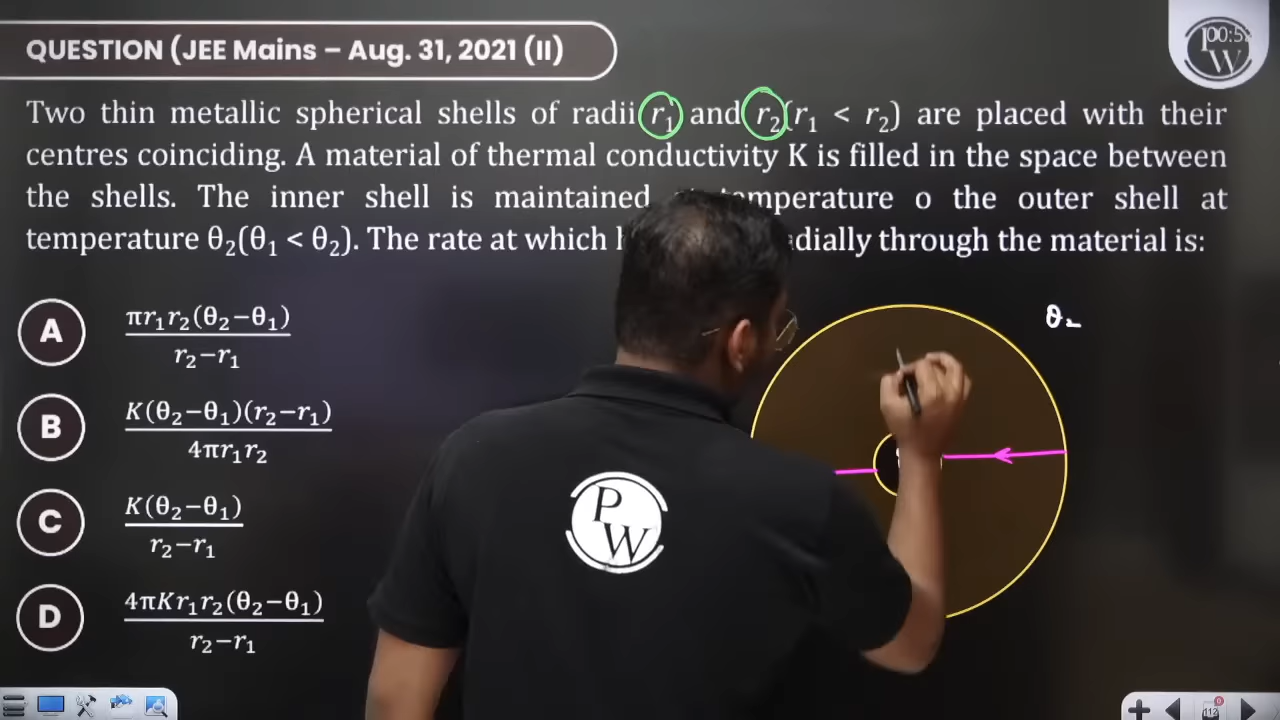 QUESTION (JEE Mains – Aug. 31, 2021 (II)
Two thin metallic spherical shells of radii r₁ and r₂(r₁ < r₂) are placed with their
centres coinciding. A material of thermal conductivity K is filled in the space between
the shells. The inner shell is maintained temperature o the outer shell at
temperature θ₂(θ₁ < θ₂). The rate at which through the material is:
A
πr₁r₂(θ₂−θ₁)
r₂−r₁
B
K(θ₂−θ₁)(r₂−r₁)
4πr₁r₂
C
K(θ₂−θ₁)
r₂−r₁
D
4πKr₁r₂(θ₂−θ₁)
r₂−r₁
θ₂
PW
PW
112